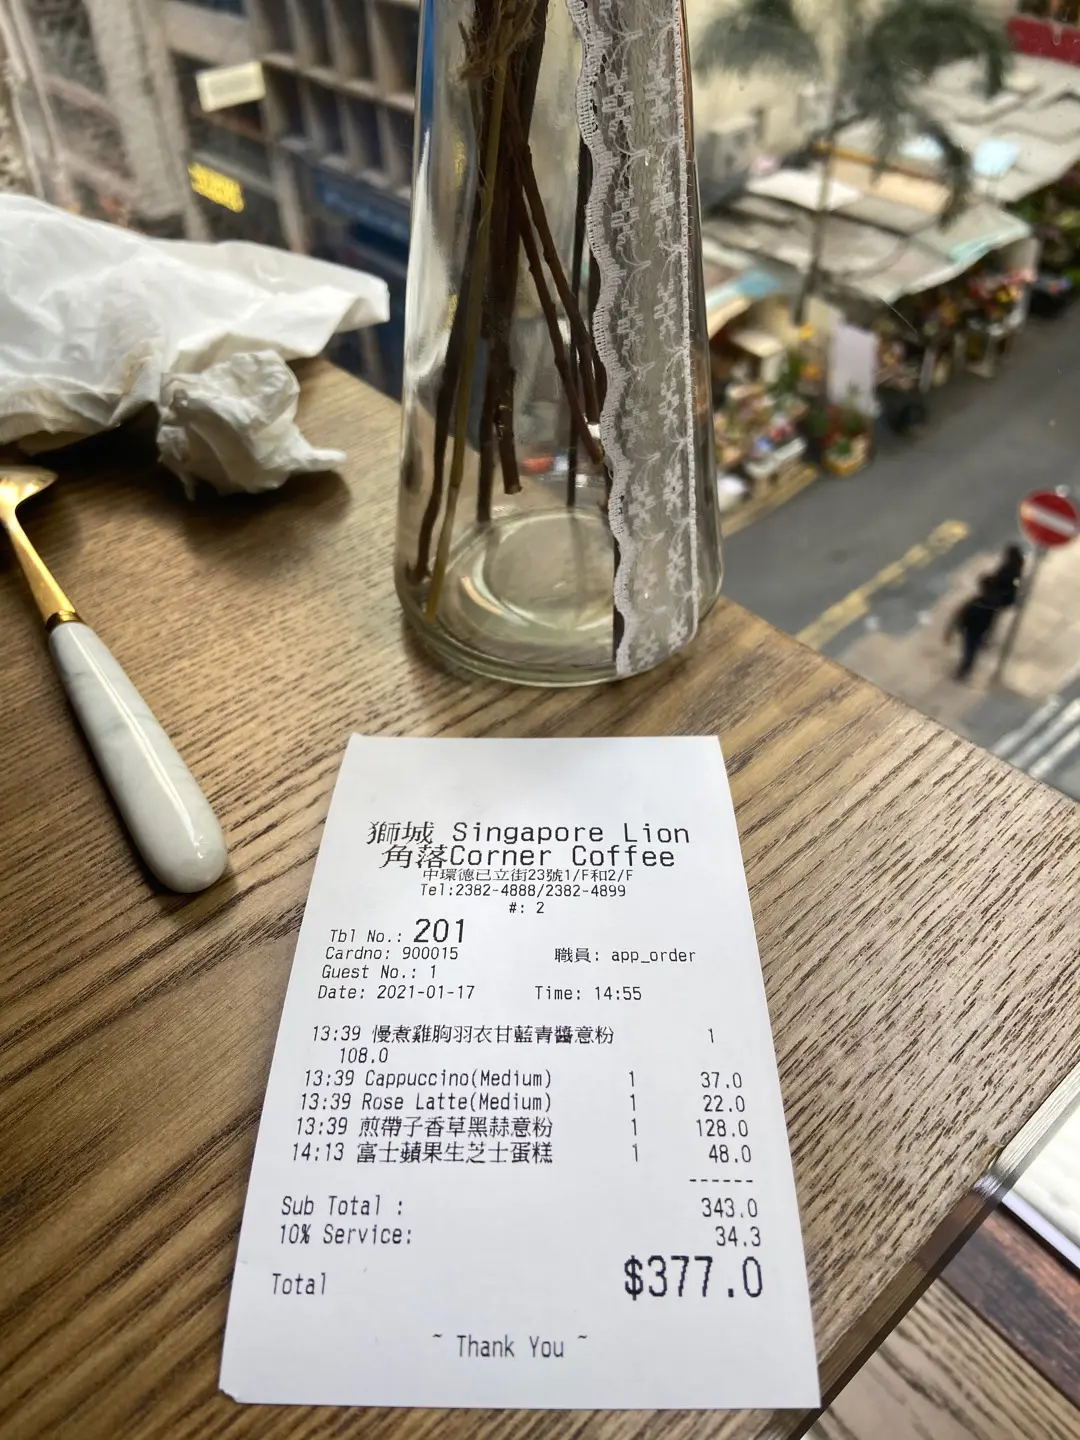 獅城 Singapore Lion
角落Corner Coffee
中環德己立街23號1/F和2/F
Tel:2382-4888/2382-4899
#: 2
Tbl No.: 201
Cardno: 900015 職員: app_order
Guest No.: 1
Date: 2021-01-17 Time: 14:55
13:39 慢煮雞胸羽衣甘藍青醬意粉 1
108.0
13:39 Cappuccino(Medium) 1 37.0
13:39 Rose Latte(Medium) 1 22.0
13:39 煎帶子香草黑蒜意粉 1 128.0
14:13 富士蘋果生芝士蛋糕 1 48.0
------
Sub Total : 343.0
10% Service: 34.3
Total $377.0
~ Thank You ~